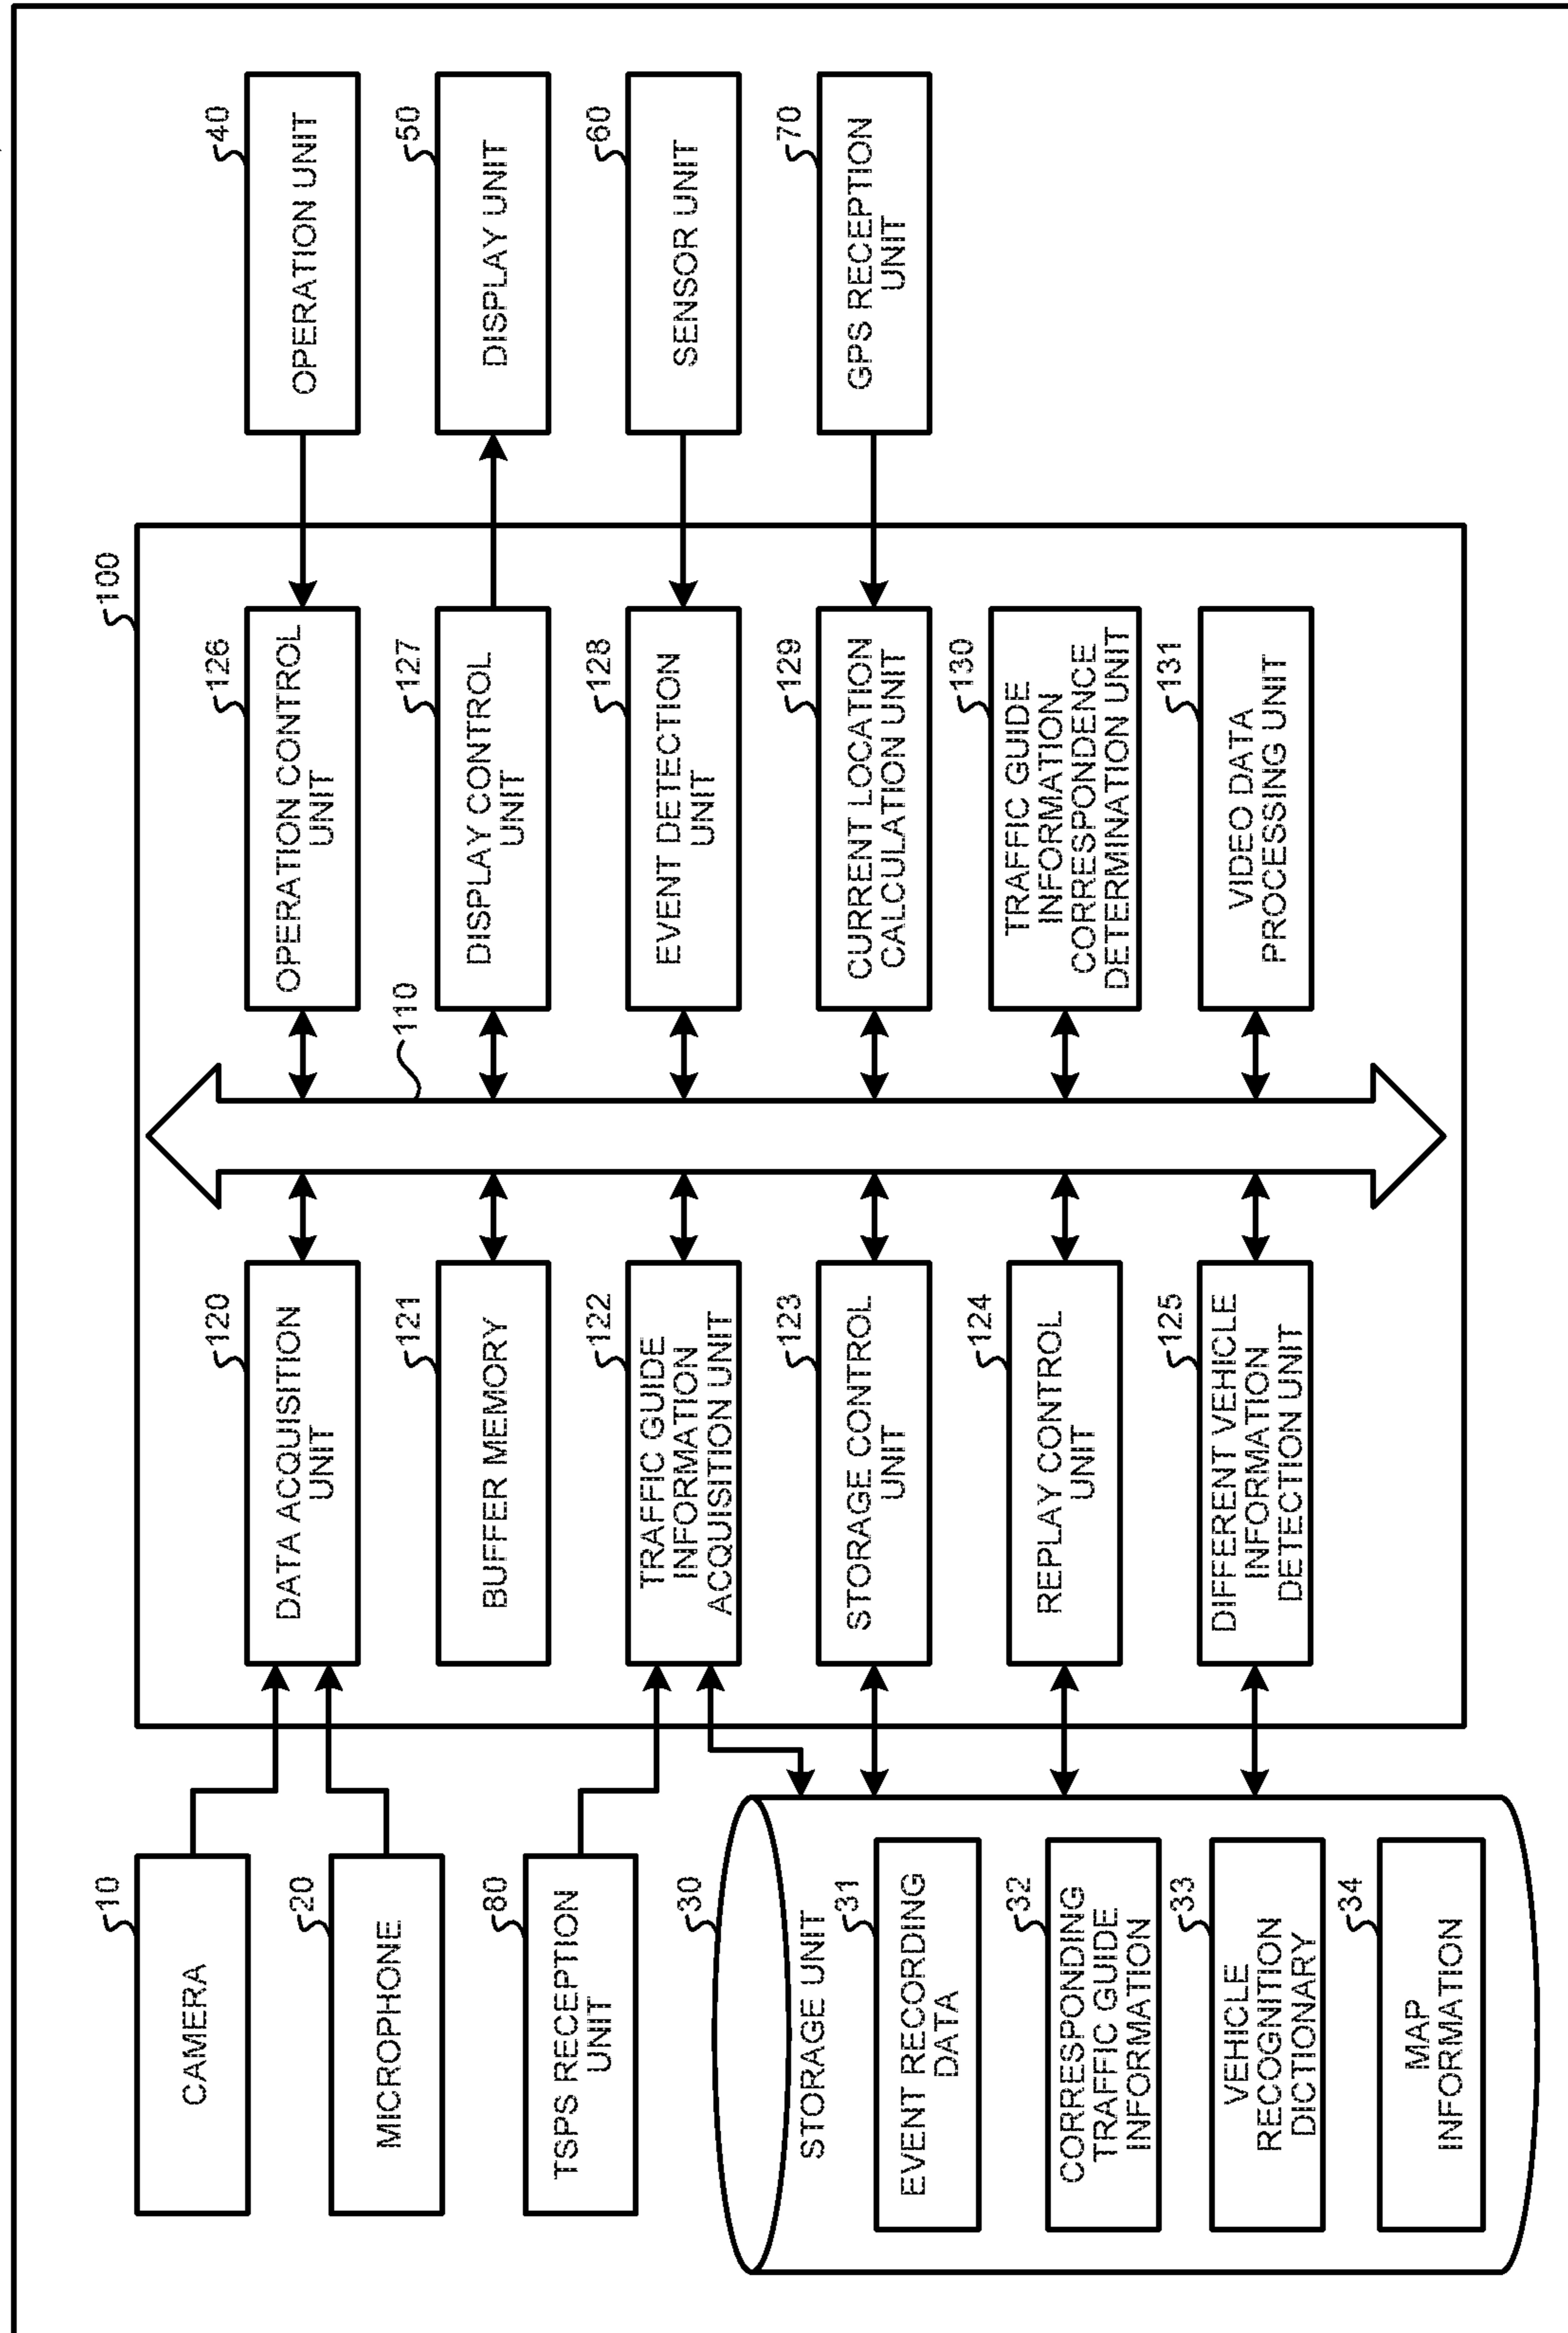 10
CAMERA
20
MICROPHONE
80
TSPS RECEPTION
UNIT
30
STORAGE UNIT
31
EVENT RECORDING
DATA
32
CORRESPONDING
TRAFFIC GUIDE
INFORMATION
33
VEHICLE
RECOGNITION
DICTIONARY
34
MAP
INFORMATION
100
120
DATA ACQUISITION
UNIT
121
BUFFER MEMORY
122
TRAFFIC GUIDE
INFORMATION
ACQUISITION UNIT
123
STORAGE CONTROL
UNIT
124
REPLAY CONTROL
UNIT
125
DIFFERENT VEHICLE
INFORMATION
DETECTION UNIT
110
126
OPERATION CONTROL
UNIT
127
DISPLAY CONTROL
UNIT
128
EVENT DETECTION
UNIT
129
CURRENT LOCATION
CALCULATION UNIT
130
TRAFFIC GUIDE
INFORMATION
CORRESPONDENCE
DETERMINATION UNIT
131
VIDEO DATA
PROCESSING UNIT
40
OPERATION UNIT
50
DISPLAY UNIT
60
SENSOR UNIT
70
GPS RECEPTION
UNIT